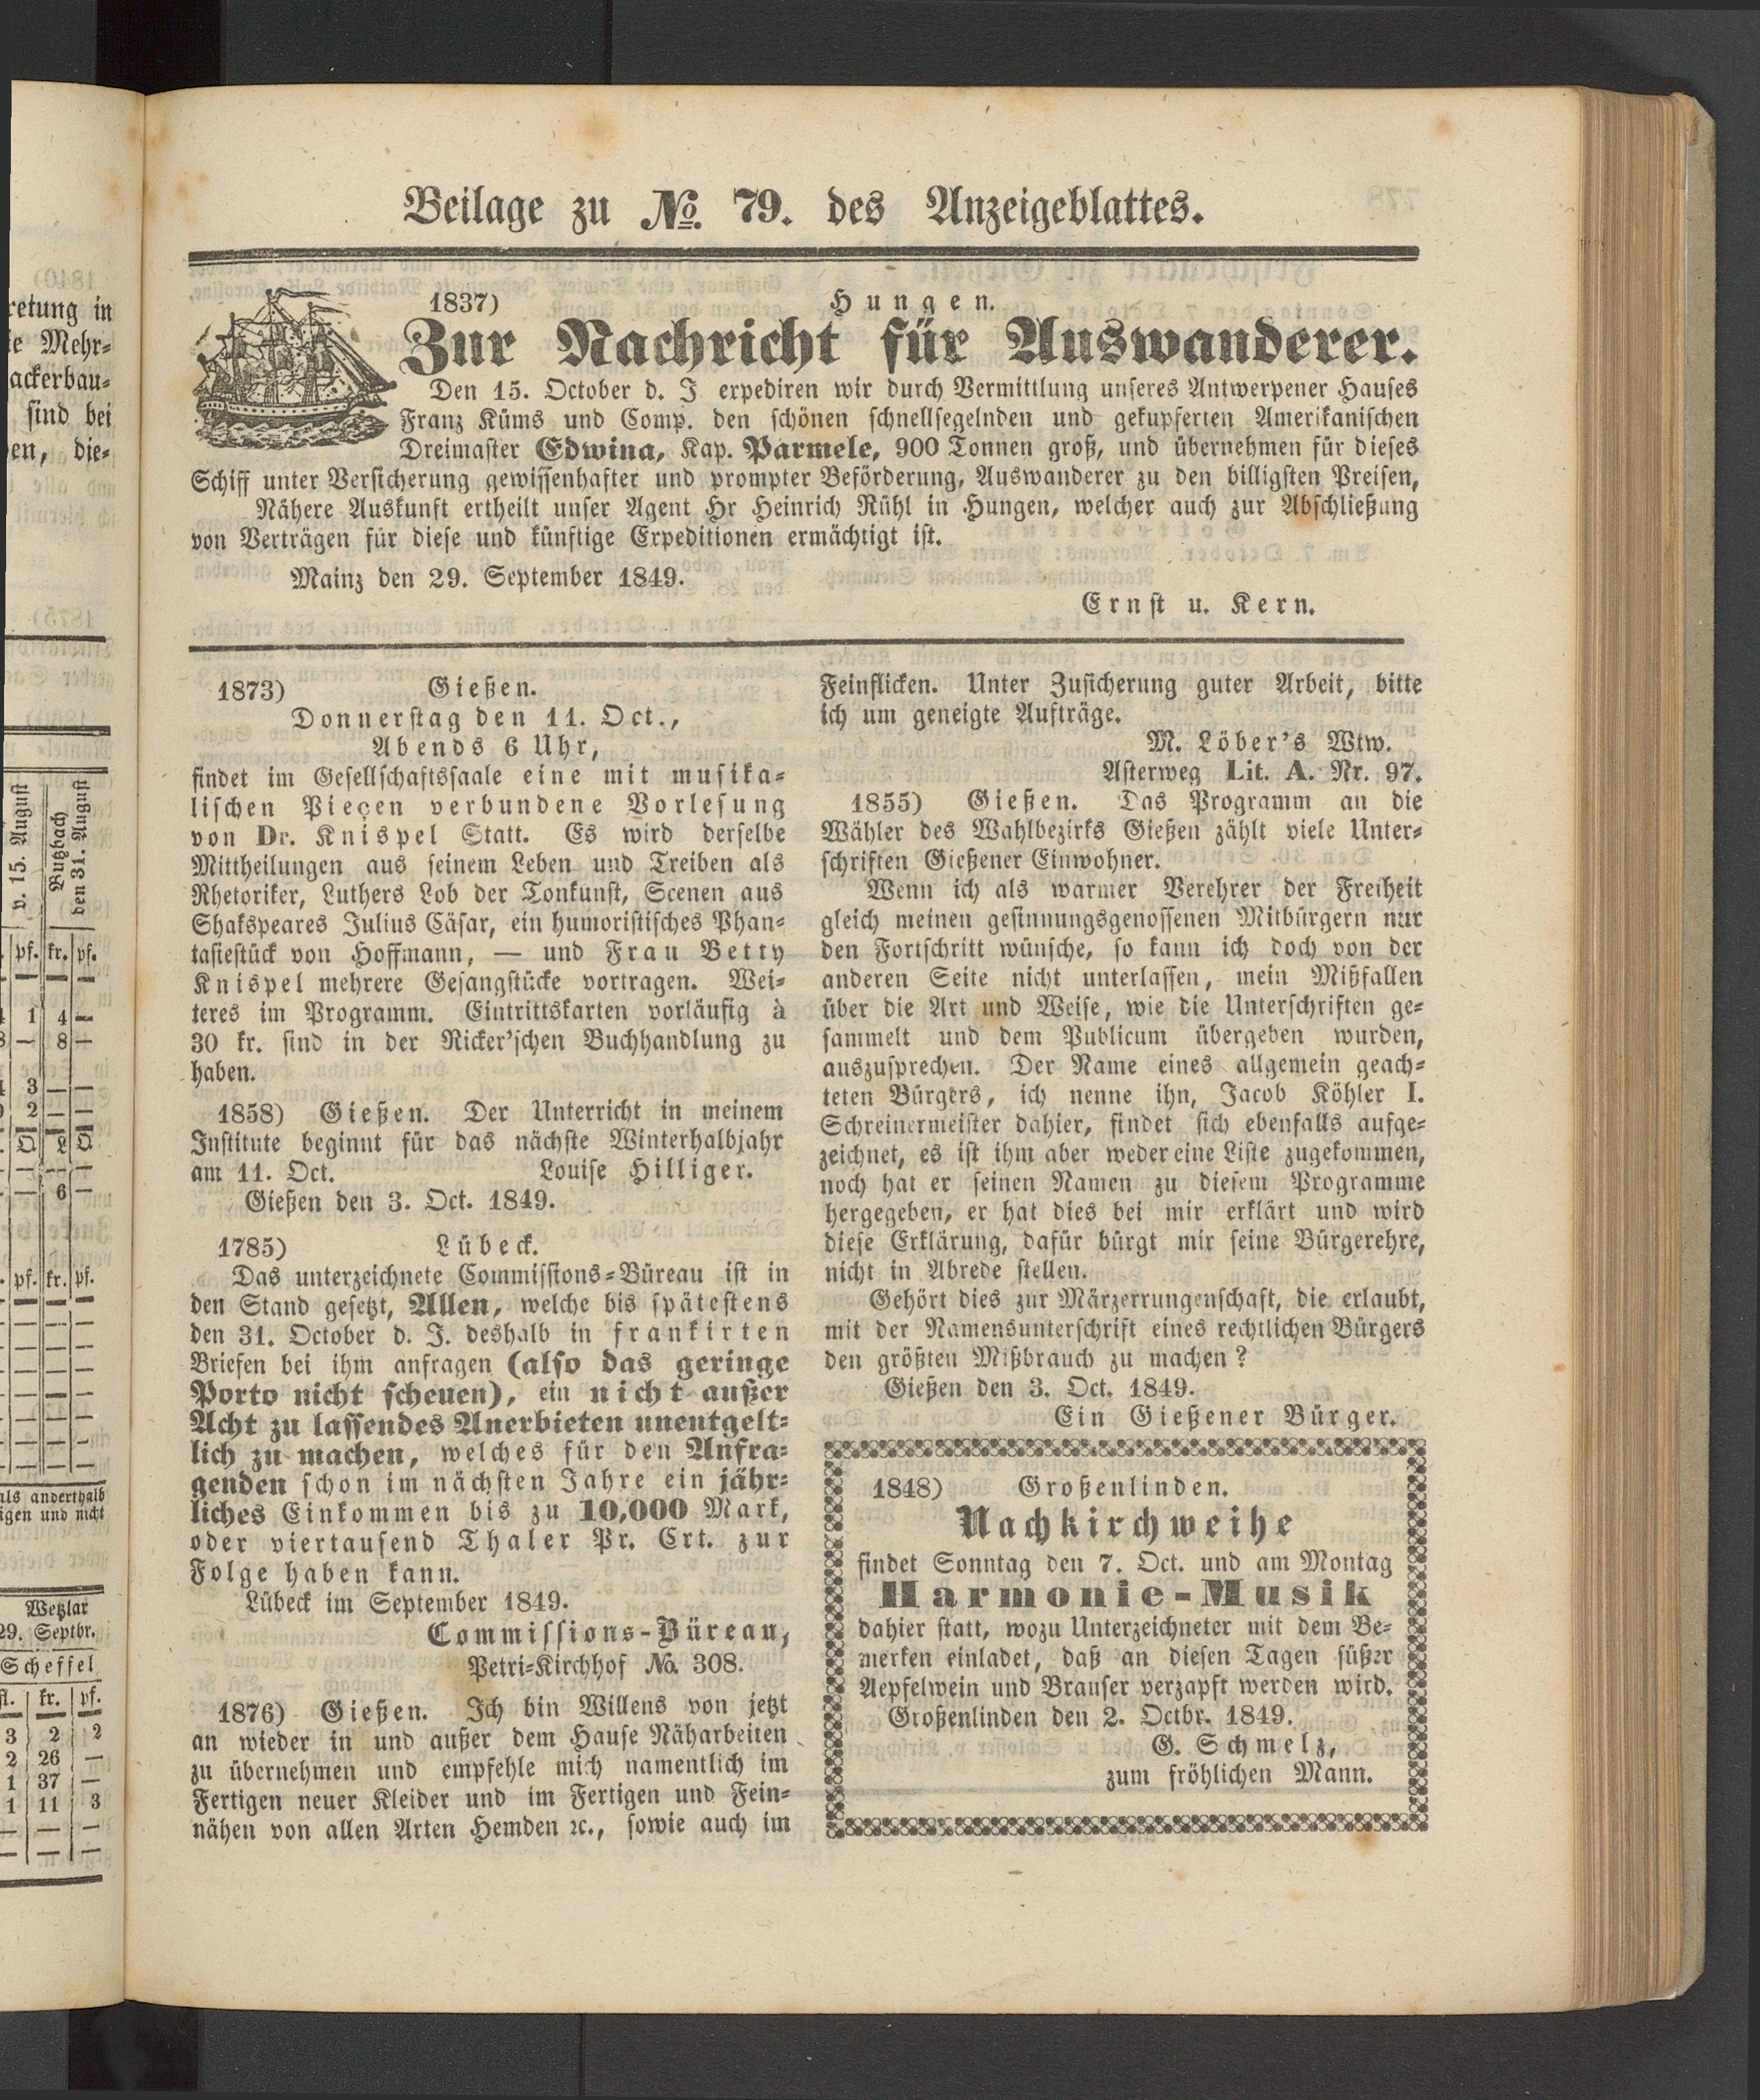 Beilage zu No. 79. des Anzeigeblattes.
1837) Hungen.
Zur Nachricht für Auswanderer.
Den 15. October d. J erpediren wir durch Vermittlung unseres Antwerpener Hauses
Franz Küms und Comp. den schönen schnellsegelnden und gekupferten Amerikanischen
Dreimaster Edwina, Kap. Parmele, 900 Tonnen groß, und übernehmen für dieses
Schiff unter Versicherung gewissenhafter und prompter Beförderung, Auswanderer zu den billigsten Preisen,
Nähere Auskunft ertheilt unser Agent Hr Heinrich Rühl in Hungen, welcher auch zur Abschließung
von Verträgen für diese und künftige Expeditionen ermächtigt ist.
Mainz den 29. September 1849.
Ernst u. Kern.
1873) Gießen.
Donnerstag den 11. Oct.,
Abends 6 Uhr,
findet im Gesellschaftssaale eine mit musika-
lischen Pieçen verbundene Vorlesung
von Dr. Knispel Statt. Es wird derselbe
Mittheilungen aus seinem Leben und Treiben als
Rhetoriker, Luthers Lob der Tonkunst, Scenen aus
Shakspeares Julius Cäsar, ein humoristisches Phan-
tasiestück von Hoffmann, — und Frau Betty
Knispel mehrere Gesangstücke vortragen. Wei-
teres im Programm. Eintrittskarten vorläufig à
30 kr. sind in der Ricker'schen Buchhandlung zu
haben.
1858) Gießen. Der Unterricht in meinem
Institute beginnt für das nächste Winterhalbjahr
am 11. Oct. Louise Hilliger.
Gießen den 3. Oct. 1849.
1785) Lübeck.
Das unterzeichnete Commissions-Büreau ist in
den Stand gesetzt, Allen, welche bis spätestens
den 31. October d. J. deshalb in frankirten
Briefen bei ihm anfragen (also das geringe
Porto nicht scheuen), ein nicht außer
Acht zu lassendes Anerbieten unentgelt-
lich zu machen, welches für den Anfra-
genden schon im nächsten Jahre ein jähr-
liches Einkommen bis zu 10,000 Mark,
oder viertausend Thaler Pr. Crt. zur
Folge haben kann.
Lübeck im September 1849.
Commissions-Büreau,
Petri-Kirchhof No. 308.
1876) Gießen. Ich bin Willens von jetzt
an wieder in und außer dem Hause Näharbeiten
zu übernehmen und empfehle mich namentlich im
Fertigen neuer Kleider und im Fertigen und Fein-
nähen von allen Arten Hemden ꝛc., sowie auch im
Feinflicken. Unter Zusicherung guter Arbeit, bitte
ich um geneigte Aufträge.
M. Löber's Wtw.
Asterweg Lit. A. Nr. 97.
1855) Gießen. Das Programm an die
Wähler des Wahlbezirks Gießen zählt viele Unter-
schriften Gießener Einwohner.
Wenn ich als warmer Verehrer der Freiheit
gleich meinen gesinnungsgenossenen Mitbürgern nur
den Fortschritt wünsche, so kann ich doch von der
anderen Seite nicht unterlassen, mein Mißfallen
über die Art und Weise, wie die Unterschriften ge-
sammelt und dem Publicum übergeben wurden,
auszusprechen. Der Name eines allgemein geach-
teten Bürgers, ich nenne ihn, Jacob Köhler I.
Schreinermeister dahier, findet sich ebenfalls aufge-
zeichnet, es ist ihm aber weder eine Liste zugekommen,
noch hat er seinen Namen zu diesem Programme
hergegeben, er hat dies bei mir erklärt und wird
diese Erklärung, dafür bürgt mir seine Bürgerehre,
nicht in Abrede stellen.
Gehört dies zur Märzerrungenschaft, die erlaubt,
mit der Namensunterschrift eines rechtlichen Bürgers
den größten Mißbrauch zu machen?
Gießen den 3. Oct. 1849.
Ein Gießener Bürger.
1848) Großenlinden.
Nachkirchweihe
findet Sonntag den 7. Oct. und am Montag
Harmonie-Musik
dahier statt, wozu Unterzeichneter mit dem Be-
merken einladet, daß an diesen Tagen süßer
Aepfelwein und Brauser verzapft werden wird.
Großenlinden den 2. Octbr. 1849.
G. Schmelz,
zum fröhlichen Mann.